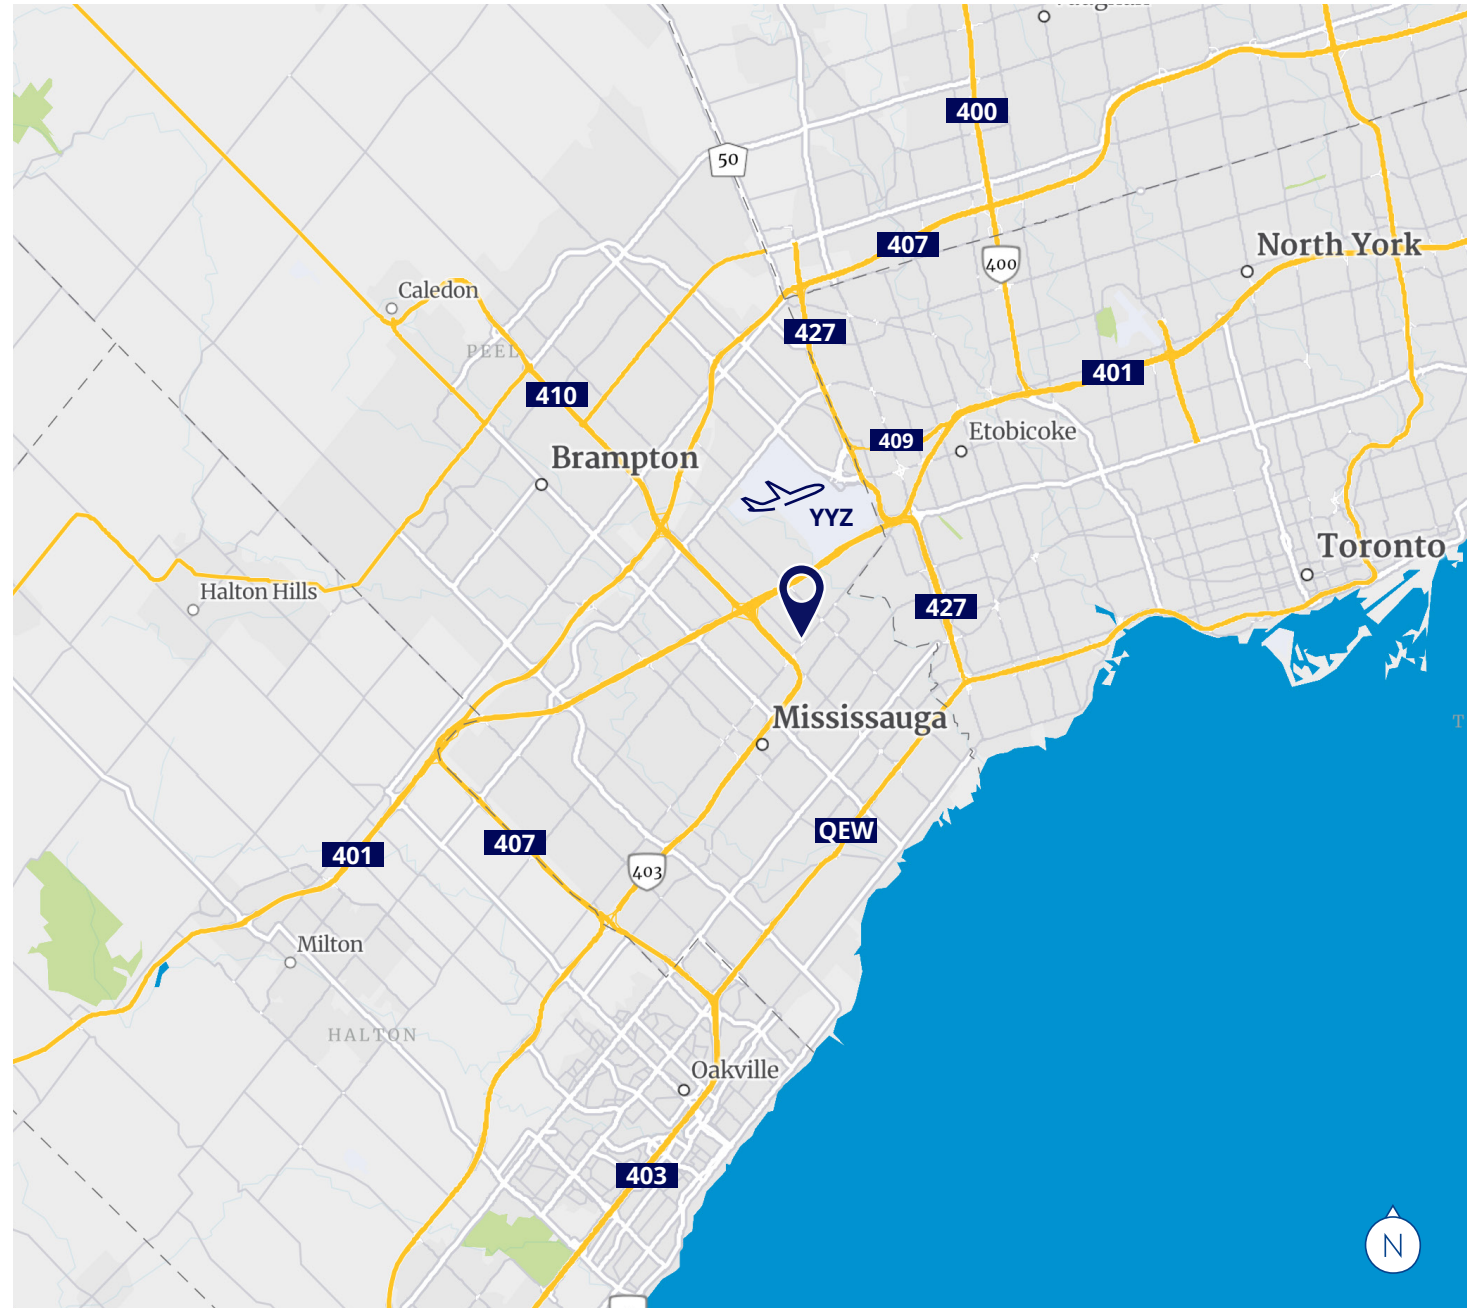 400
50
407
North York
400
Caledon
427
PEEL
401
410
409
Etobicoke
Brampton
YYZ
Toronto
Halton Hills
427
Mississauga
T
QEW
407
401
403
Milton
HALTON
Oakville
403
N